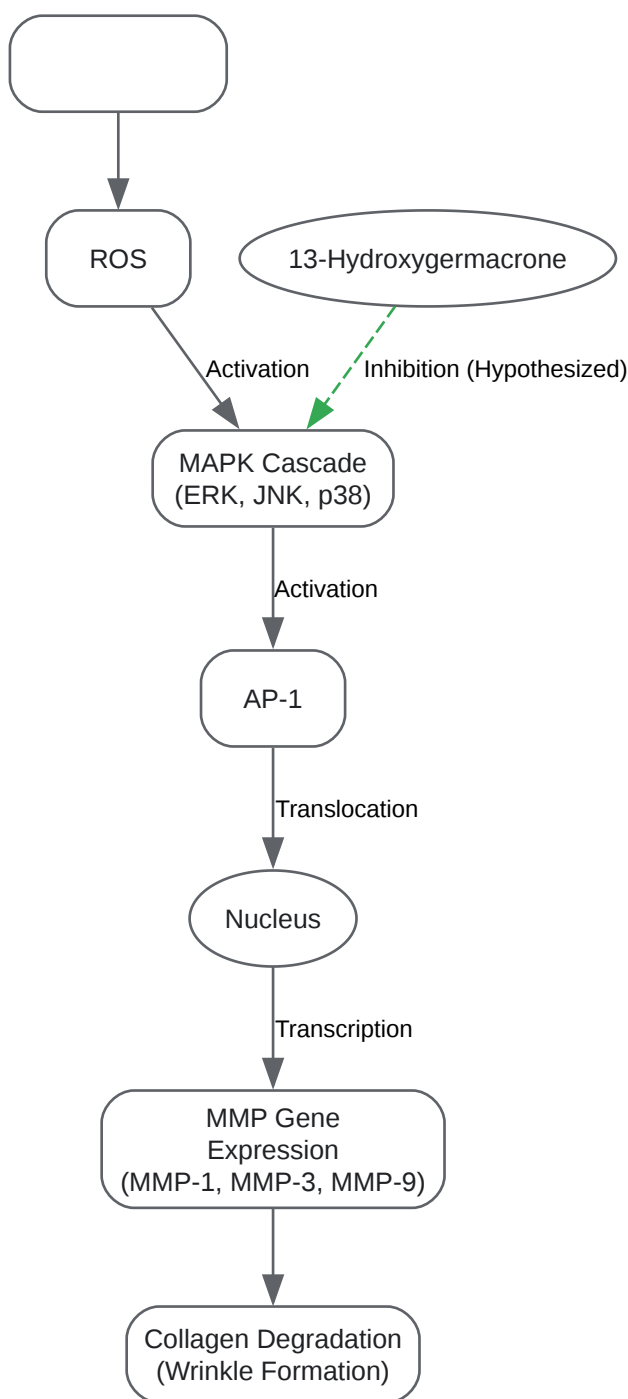 ROS
13-Hydroxygermacrone
Activation
Inhibition (Hypothesized)
MAPK Cascade
(ERK, JNK, p38)
Activation
AP-1
Translocation
Nucleus
Transcription
MMP Gene
Expression
(MMP-1, MMP-3, MMP-9)
Collagen Degradation
(Wrinkle Formation)